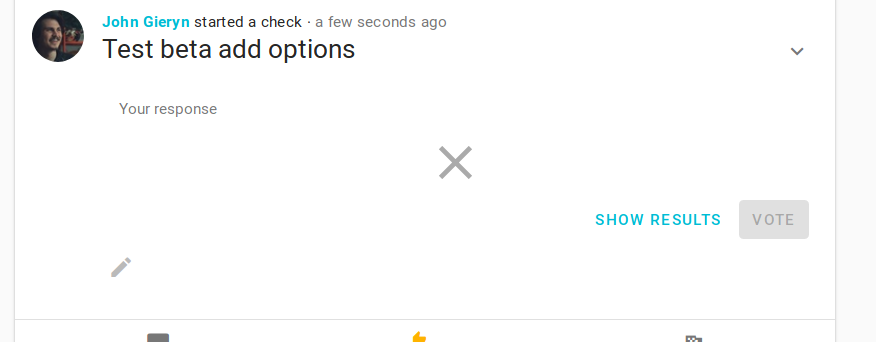 John Gieryn started a check · a few seconds ago
Test beta add options
Your response
SHOW RESULTS VOTE